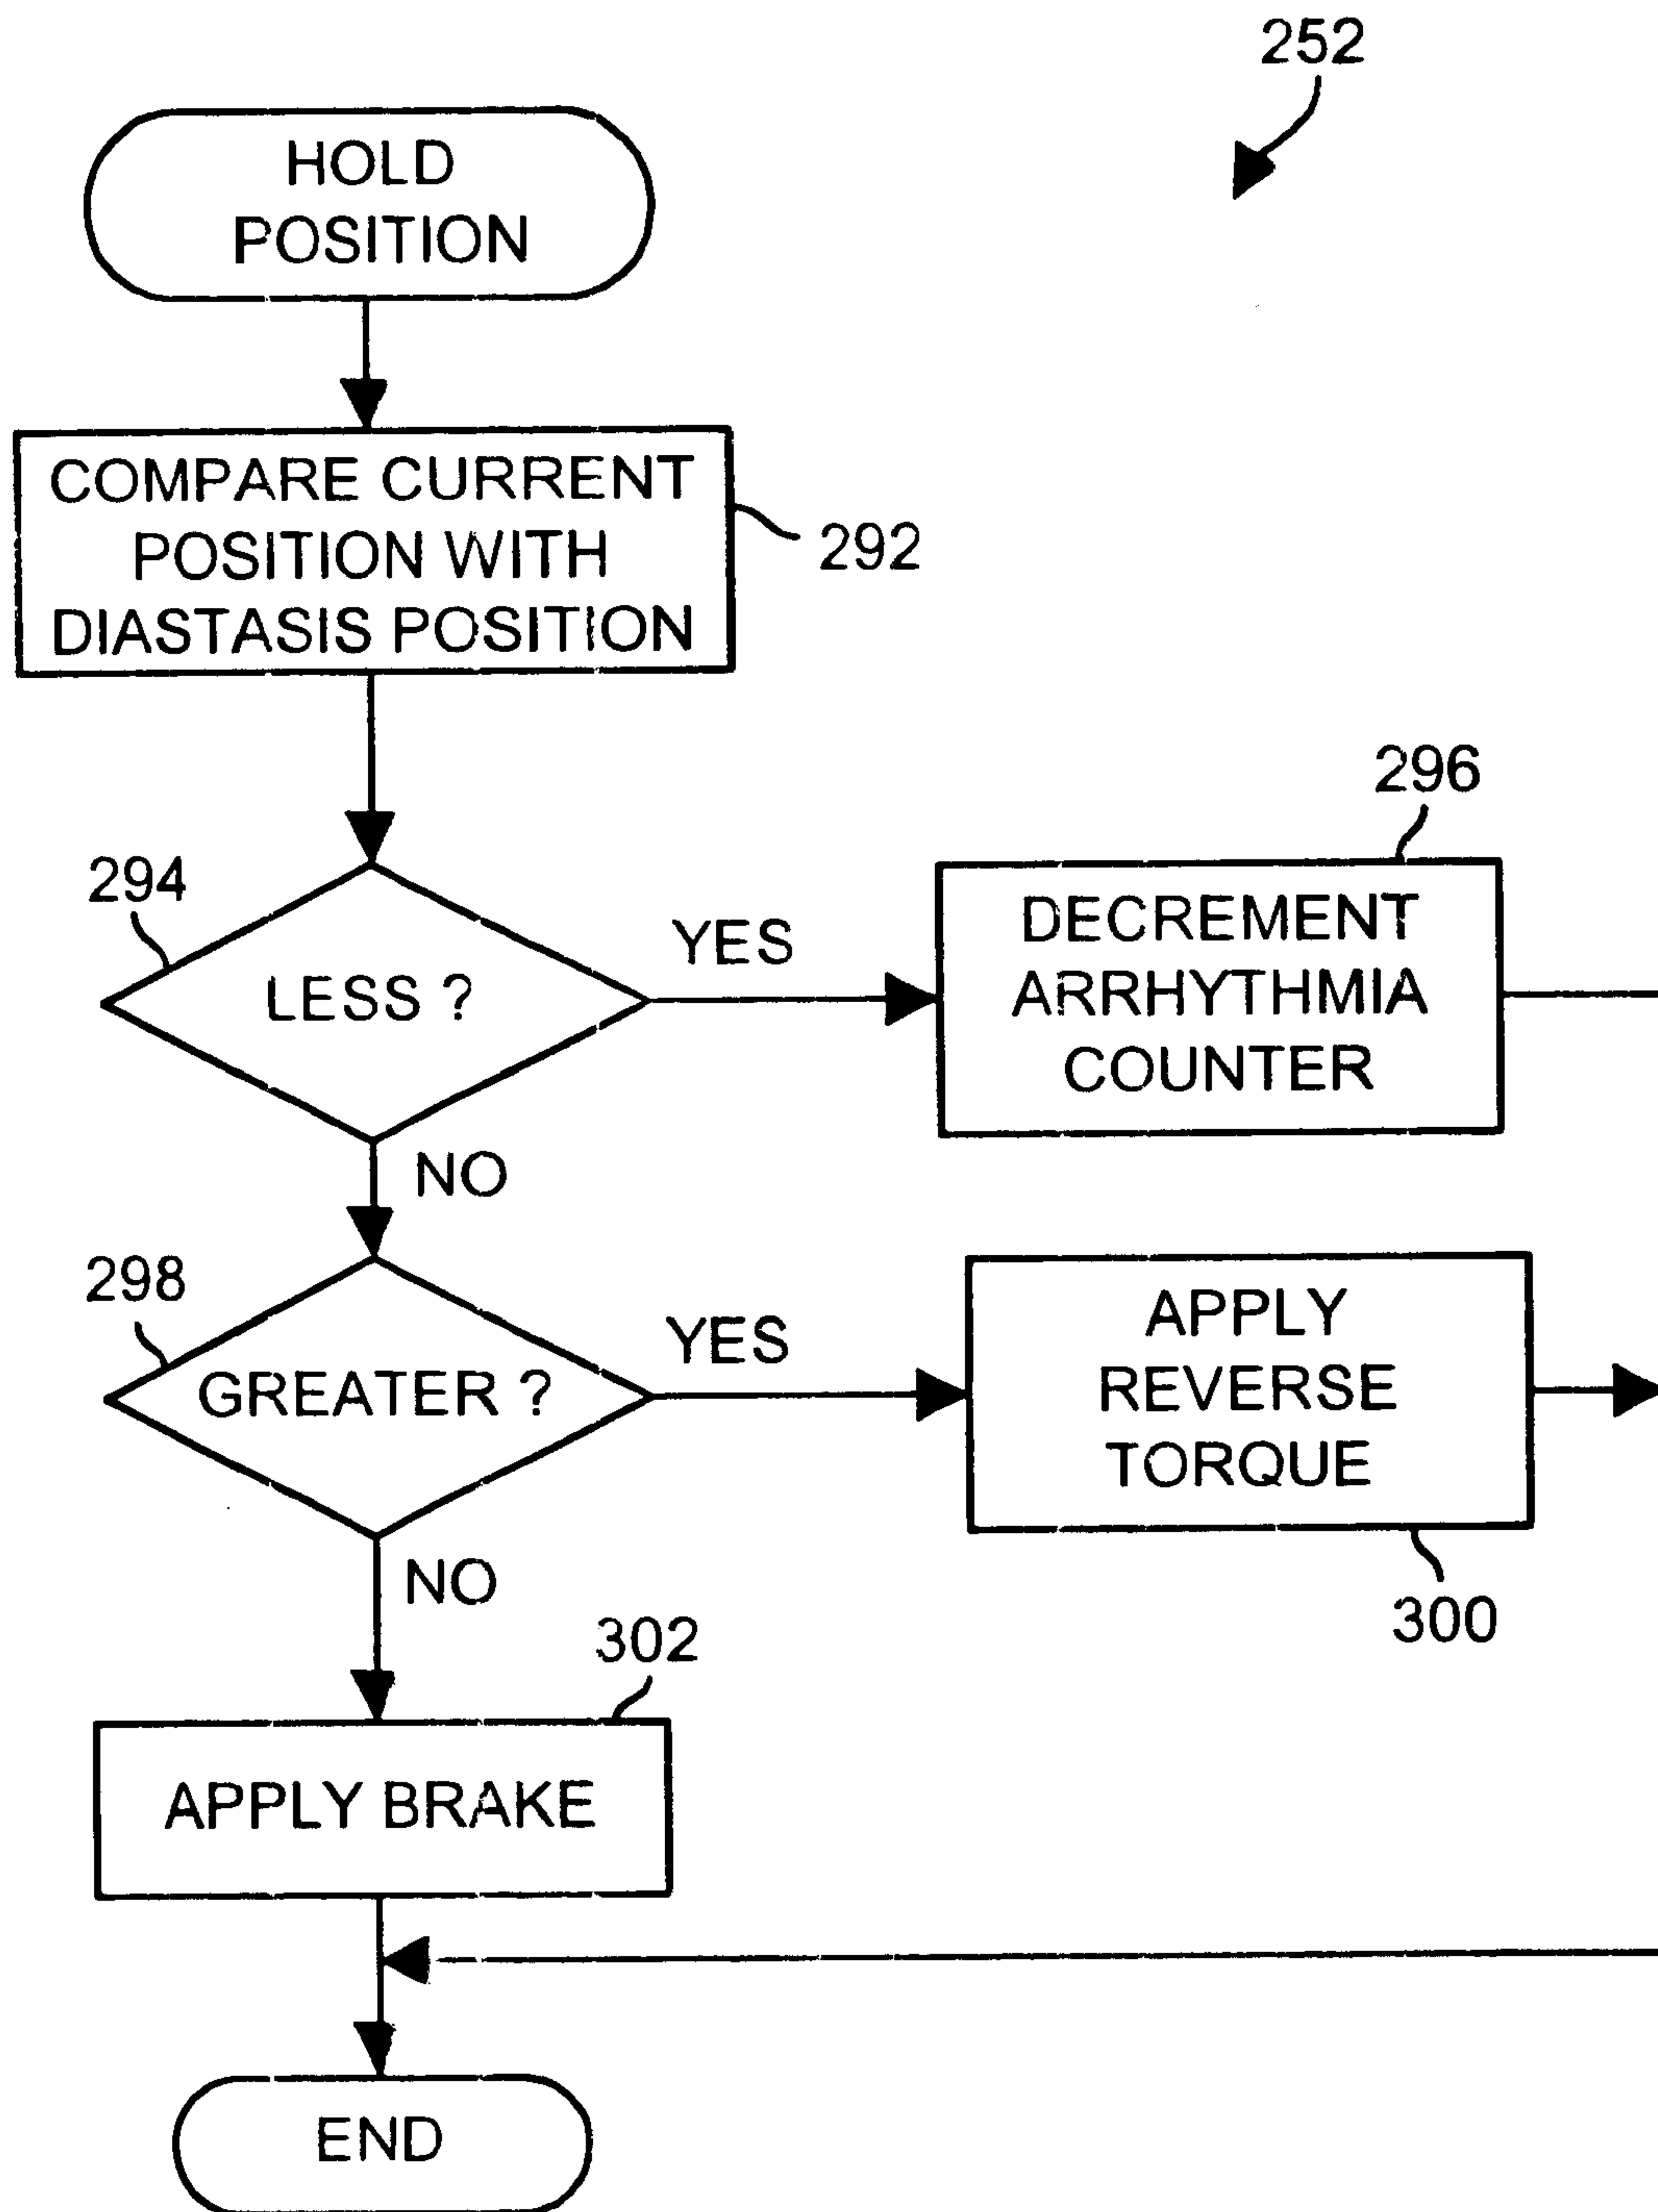 252
HOLD
POSITION
COMPARE CURRENT
POSITION WITH
DIASTASIS POSITION
292
294
LESS ?
YES
296
DECREMENT
ARRHYTHMIA
COUNTER
NO
298
GREATER ?
YES
APPLY
REVERSE
TORQUE
300
NO
302
APPLY BRAKE
END